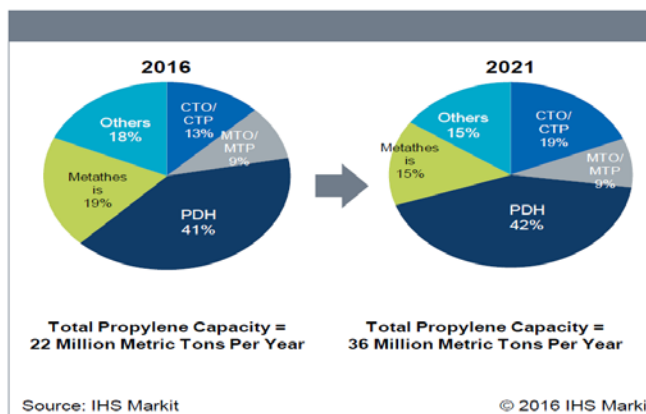 2016
2021
Others
18%
CTO/
CTP
13%
MTO/
MTP
9%
Metathes
is
19%
PDH
41%
Others
15%
CTO/
CTP
19%
MTO/
MTP
9%
Metathes
is
15%
PDH
42%
Total Propylene Capacity =
22 Million Metric Tons Per Year
Total Propylene Capacity =
36 Million Metric Tons Per Year
Source: IHS Markit
© 2016 IHS Marki